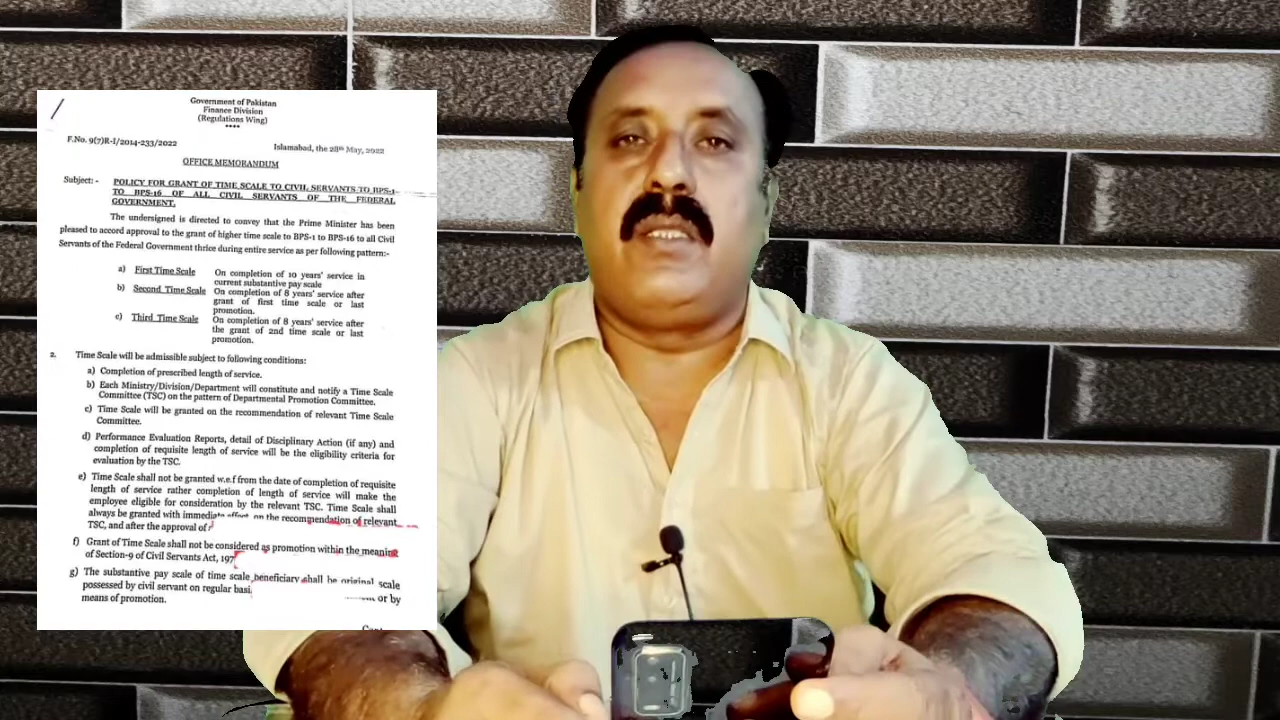 Government of Pakistan
Finance Division
(Regulations Wing)
****
F.No. 9(7)R-I/2014-233/2022
Islamabad, the 28th May, 2022
OFFICE MEMORANDUM
Subject: - POLICY FOR GRANT OF TIME SCALE TO CIVIL SERVANTS TO BPS-1
TO BPS-16 OF ALL CIVIL SERVANTS OF THE FEDERAL
GOVERNMENT.
The undersigned is directed to convey that the Prime Minister has been
pleased to accord approval to the grant of higher time scale to BPS-1 to BPS-16 to all Civil
Servants of the Federal Government thrice during entire service as per following pattern:-
a) First Time Scale On completion of 10 years' service in
current substantive pay scale
b) Second Time Scale On completion of 8 years' service after
grant of first time scale or last
promotion.
c) Third Time Scale On completion of 8 years' service after
the grant of 2nd time scale or last
promotion.
2. Time Scale will be admissible subject to following conditions:
a) Completion of prescribed length of service.
b) Each Ministry/Division/Department will constitute and notify a Time Scale
Committee (TSC) on the pattern of Departmental Promotion Committee.
c) Time Scale will be granted on the recommendation of relevant Time Scale
Committee.
d) Performance Evaluation Reports, detail of Disciplinary Action (if any) and
completion of requisite length of service will be the eligibility criteria for
evaluation by the TSC.
e) Time Scale shall not be granted w.e.f from the date of completion of requisite
length of service rather completion of length of service will make the
employee eligible for consideration by the relevant TSC. Time Scale shall
always be granted with immediate effect on the recommendation of relevant
TSC, and after the approval of
f) Grant of Time Scale shall not be considered as promotion within the meaning
of Section-9 of Civil Servants Act, 197
g) The substantive pay scale of time scale beneficiary shall be original scale
possessed by civil servant on regular basi
or by
means of promotion.